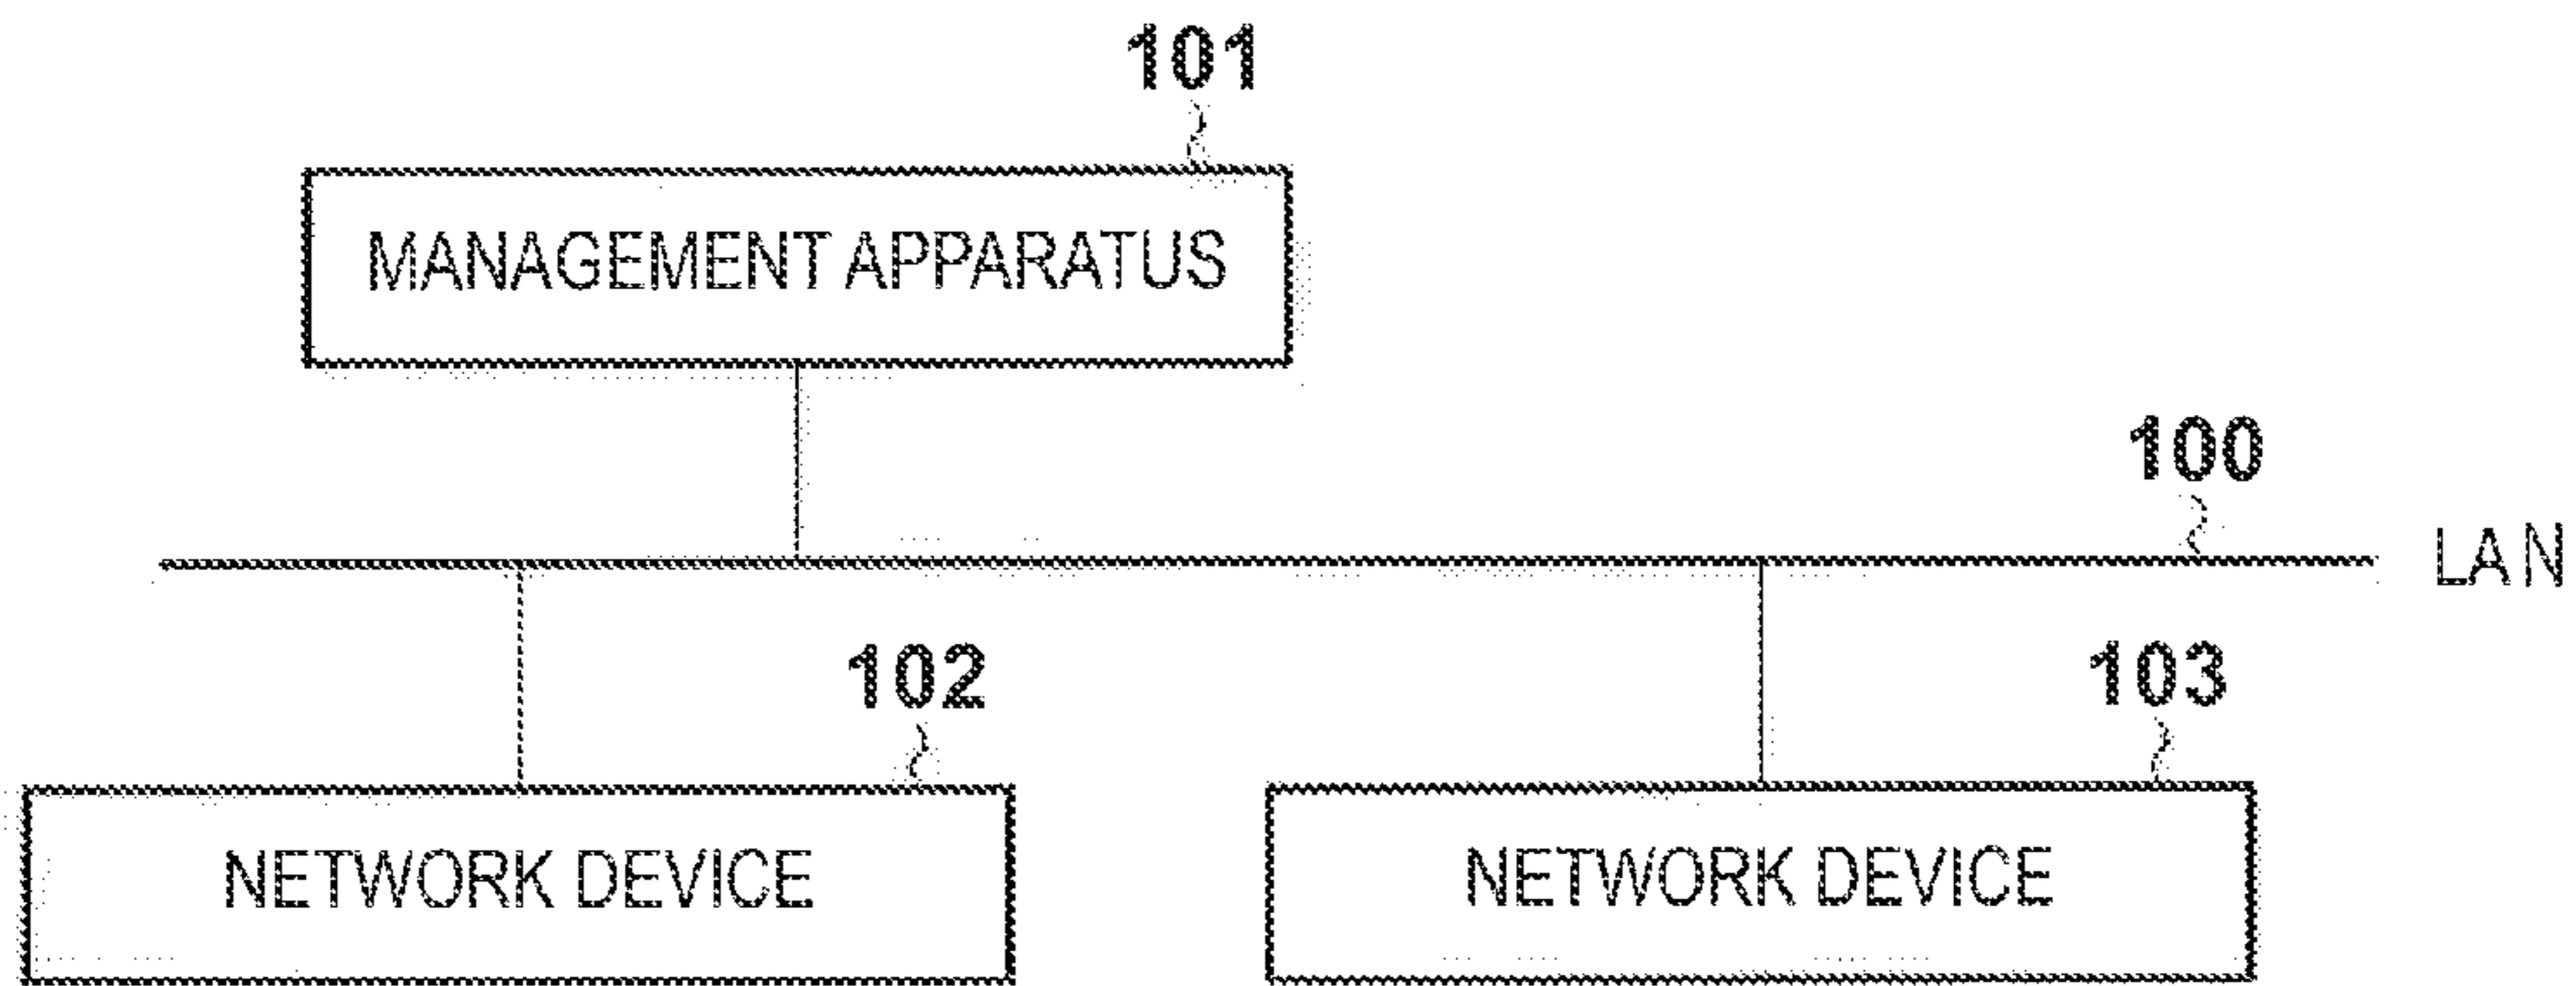 101
MANAGEMENT APPARATUS
100
LAN
102
103
NETWORK DEVICE
NETWORK DEVICE